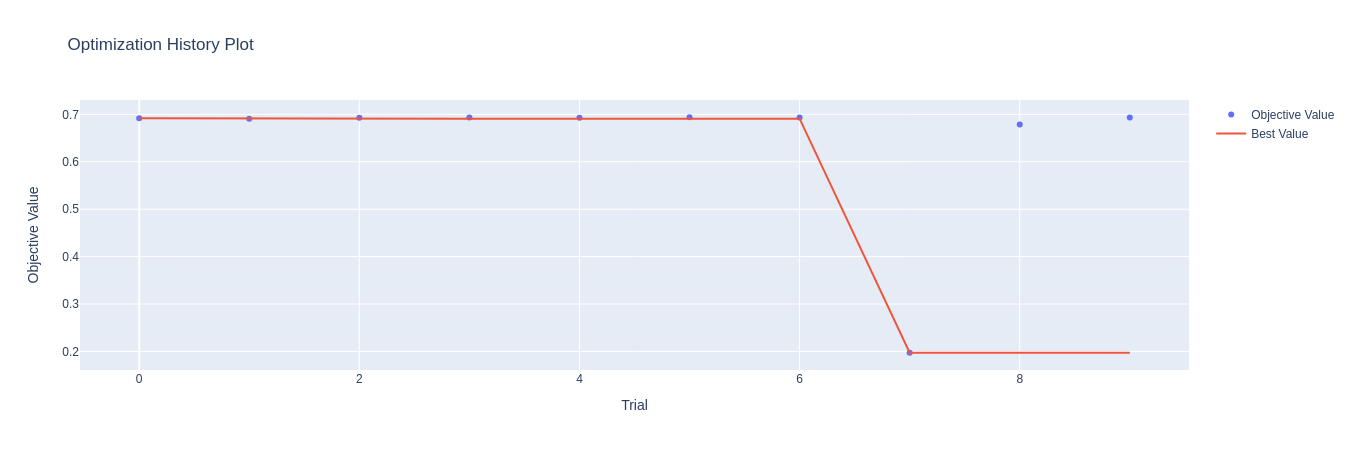 Optimization History Plot
0.7
0.6
0.5
0.4
0.3
0.2
Objective Value
0 2 4 6 8
Trial
Objective Value
Best Value